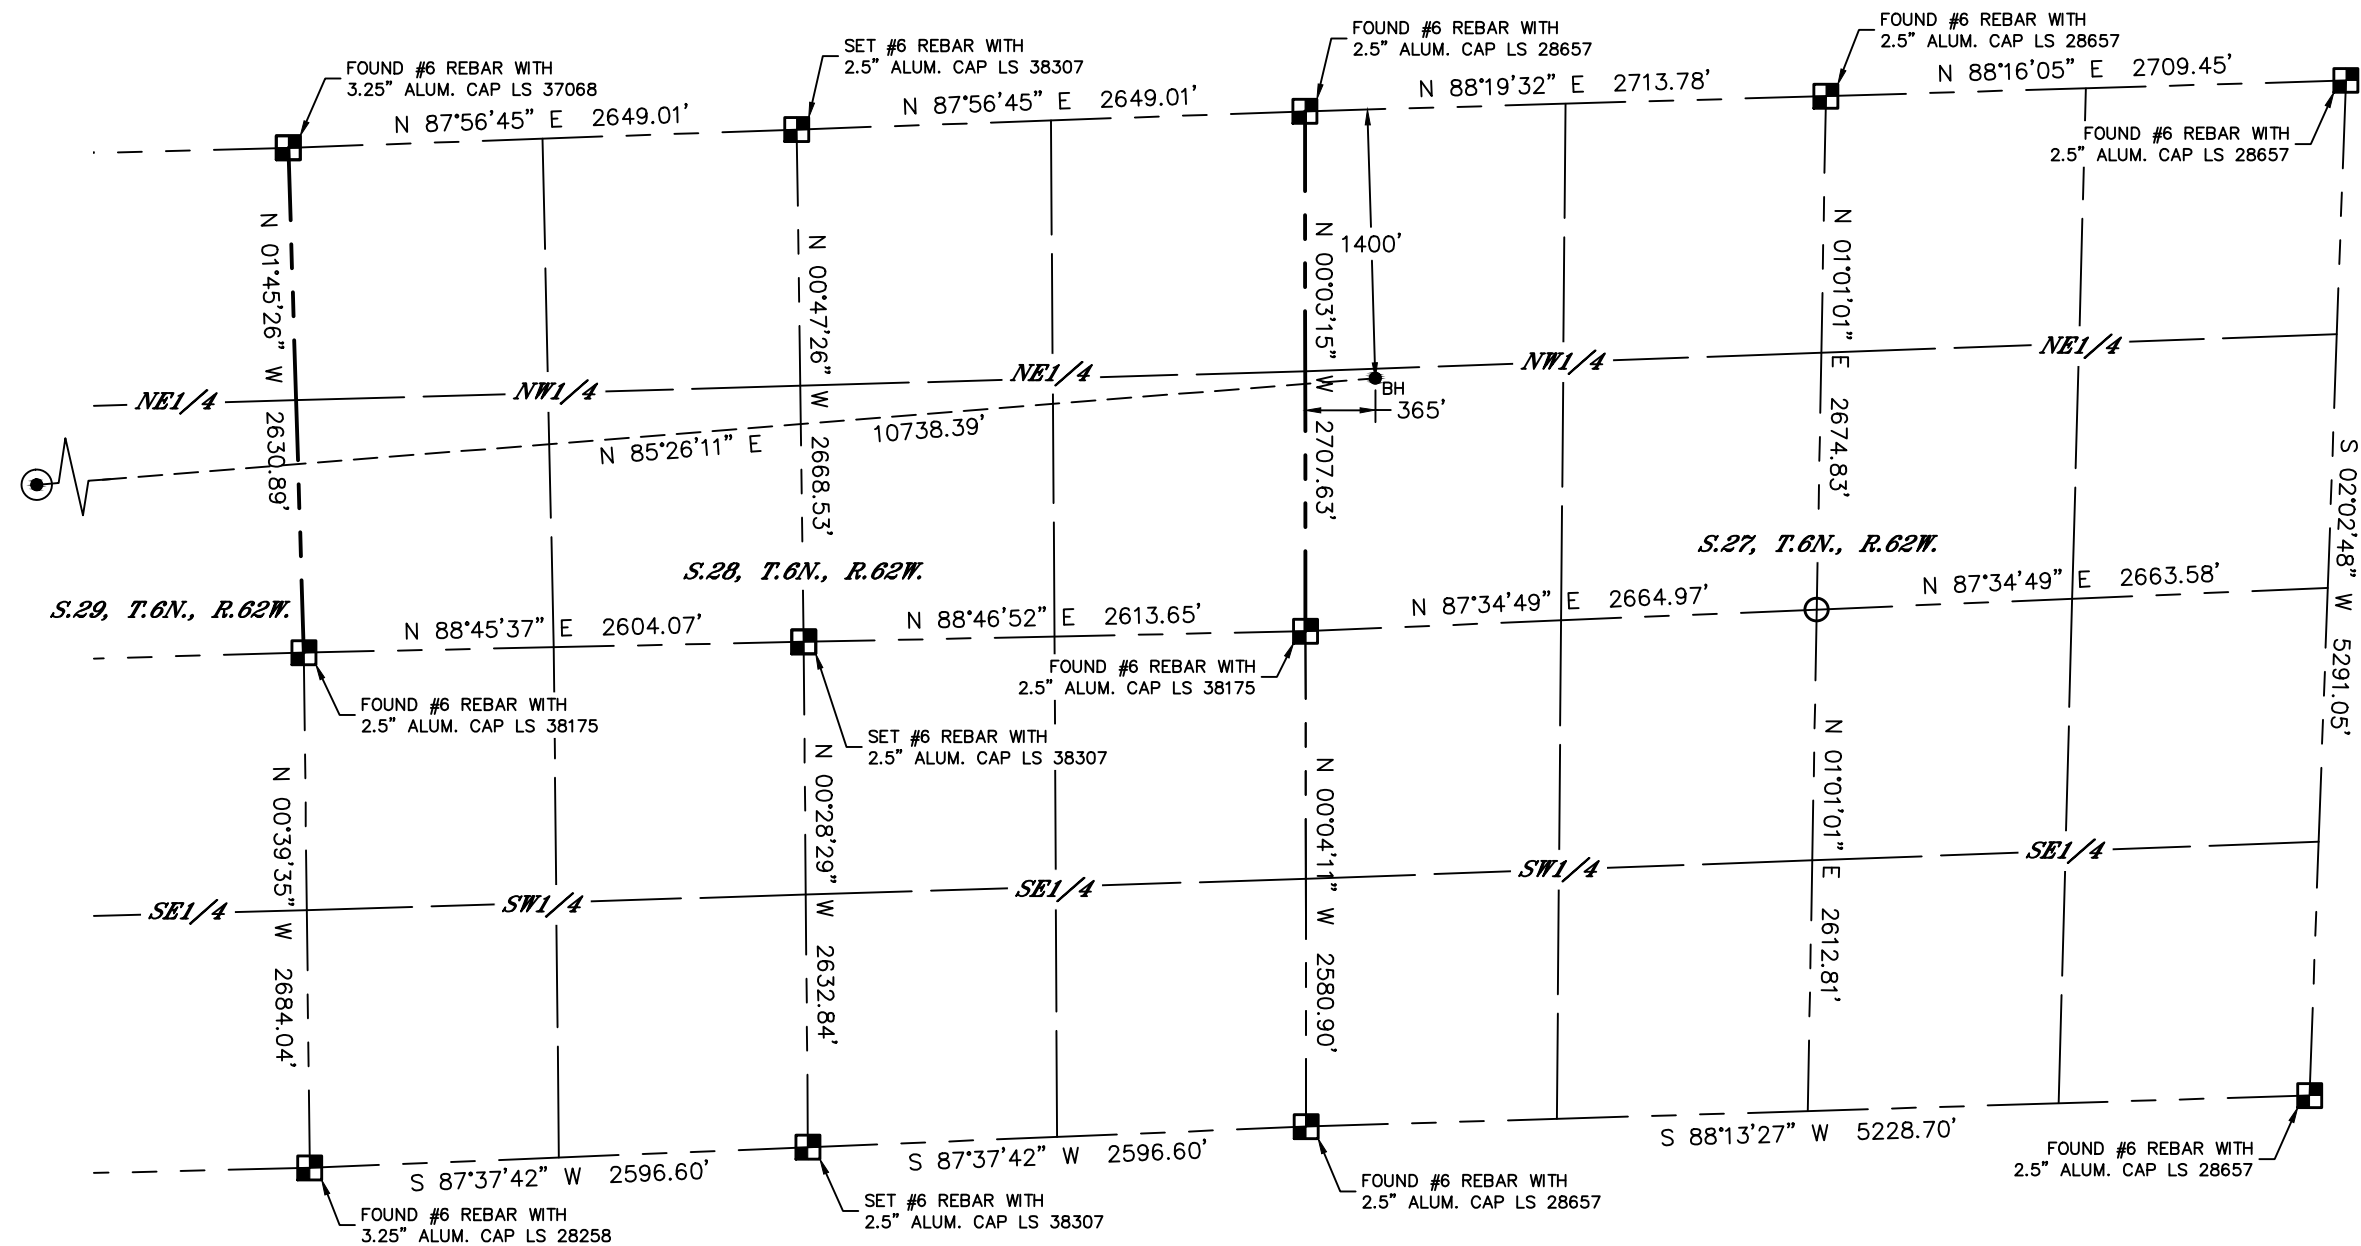 FOUND #6 REBAR WITH
3.25" ALUM. CAP LS 37068
SET #6 REBAR WITH
2.5" ALUM. CAP LS 38307
FOUND #6 REBAR WITH
2.5" ALUM. CAP LS 28657
FOUND #6 REBAR WITH
2.5" ALUM. CAP LS 28657
N 87°56'45" E 2649.01'
N 87°56'45" E 2649.01'
N 88°19'32" E 2713.78'
N 88°16'05" E 2709.45'
FOUND #6 REBAR WITH
2.5" ALUM. CAP LS 28657
N 01°45'26" W 2630.89'
N 00°47'26" W 2668.53'
N 00°03'15" W 2707.63'
1400'
N 01°01'01" E 2674.83'
S 02°02'48" W 5291.05'
NE1/4
NW1/4
NE1/4
NW1/4
NE1/4
BH
365'
N 85°26'11" E 10738.39'
S.29, T.6N., R.62W.
S.28, T.6N., R.62W.
S.27, T.6N., R.62W.
N 88°45'37" E 2604.07'
N 88°46'52" E 2613.65'
N 87°34'49" E 2664.97'
N 87°34'49" E 2663.58'
FOUND #6 REBAR WITH
2.5" ALUM. CAP LS 38175
SET #6 REBAR WITH
2.5" ALUM. CAP LS 38307
FOUND #6 REBAR WITH
2.5" ALUM. CAP LS 38175
N 00°39'35" W 2684.04'
N 00°28'29" W 2632.84'
N 00°04'11" W 2580.90'
N 01°01'01" E 2612.81'
SE1/4
SW1/4
SE1/4
SW1/4
SE1/4
S 87°37'42" W 2596.60'
S 87°37'42" W 2596.60'
S 88°13'27" W 5228.70'
FOUND #6 REBAR WITH
3.25" ALUM. CAP LS 28258
SET #6 REBAR WITH
2.5" ALUM. CAP LS 38307
FOUND #6 REBAR WITH
2.5" ALUM. CAP LS 28657
FOUND #6 REBAR WITH
2.5" ALUM. CAP LS 28657